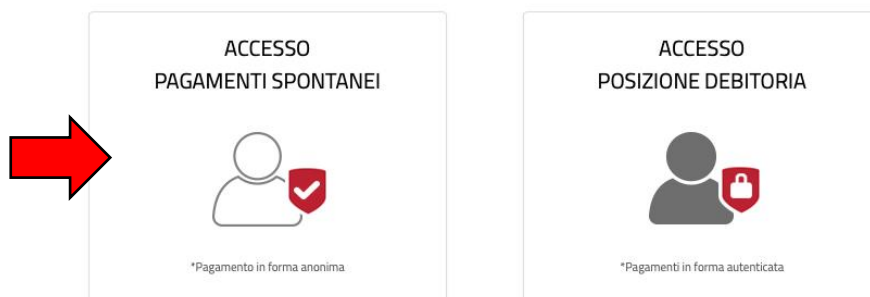 ACCESSO
PAGAMENTI SPONTANEI
*Pagamento in forma anonima
ACCESSO
POSIZIONE DEBITORIA
*Pagamenti in forma autenticata